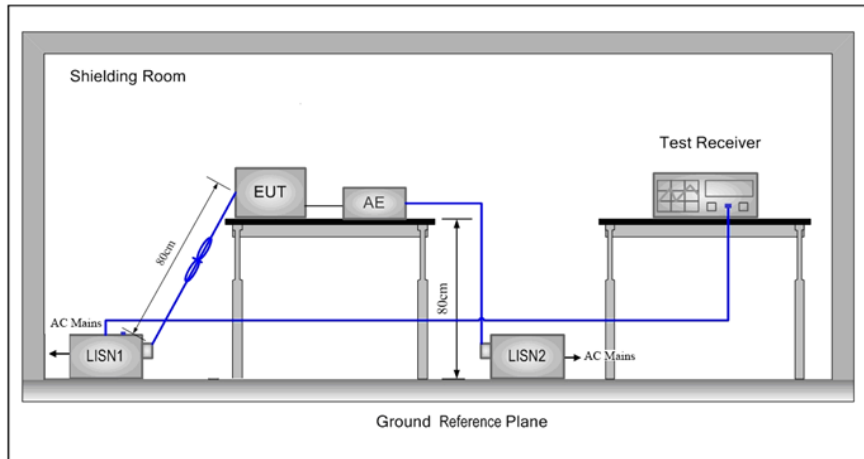 Shielding Room
Test Receiver
EUT
AE
80cm
80cm
AC Mains
LISN1
LISN2
AC Mains
Ground Reference Plane